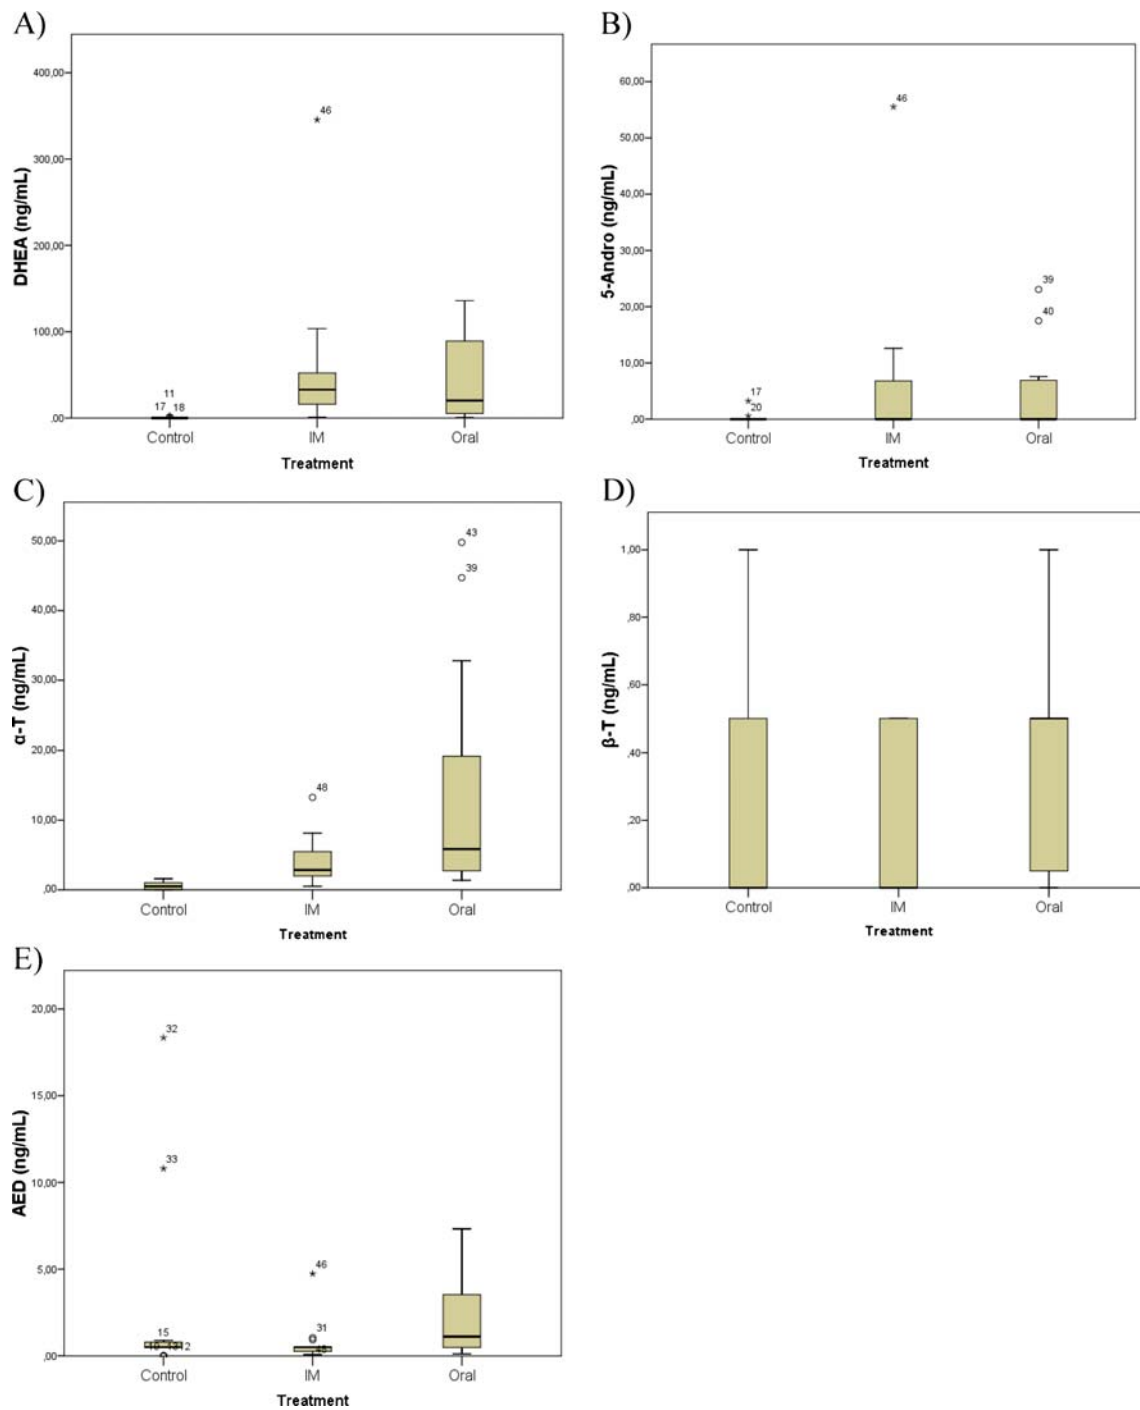 A)
DHEA (ng/mL)
400,00
300,00
200,00
100,00
,00
46
11
17 18
Control IM Oral
Treatment
B)
5-Andro (ng/mL)
60,00
50,00
40,00
30,00
20,00
10,00
,00
46
39
40
17
20
Control IM Oral
Treatment
C)
α-T (ng/mL)
50,00
40,00
30,00
20,00
10,00
,00
43
39
48
Control IM Oral
Treatment
D)
β-T (ng/mL)
1,00
,80
,60
,40
,20
,00
Control IM Oral
Treatment
E)
AED (ng/mL)
20,00
15,00
10,00
5,00
,00
32
33
46
15
31
Control IM Oral
Treatment